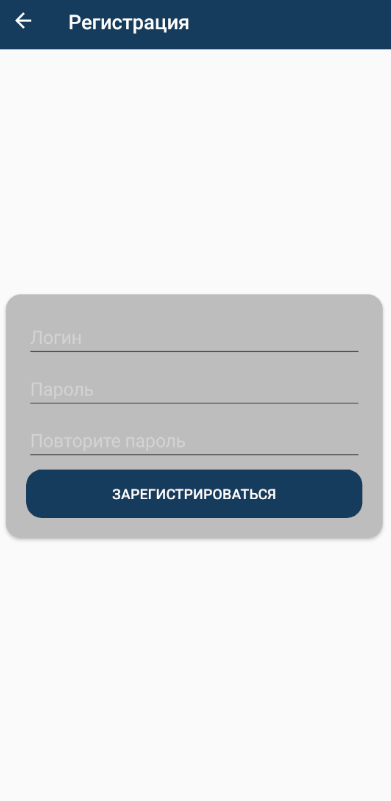 Регистрация
Логин
Пароль
Повторите пароль
ЗАРЕГИСТРИРОВАТЬСЯ